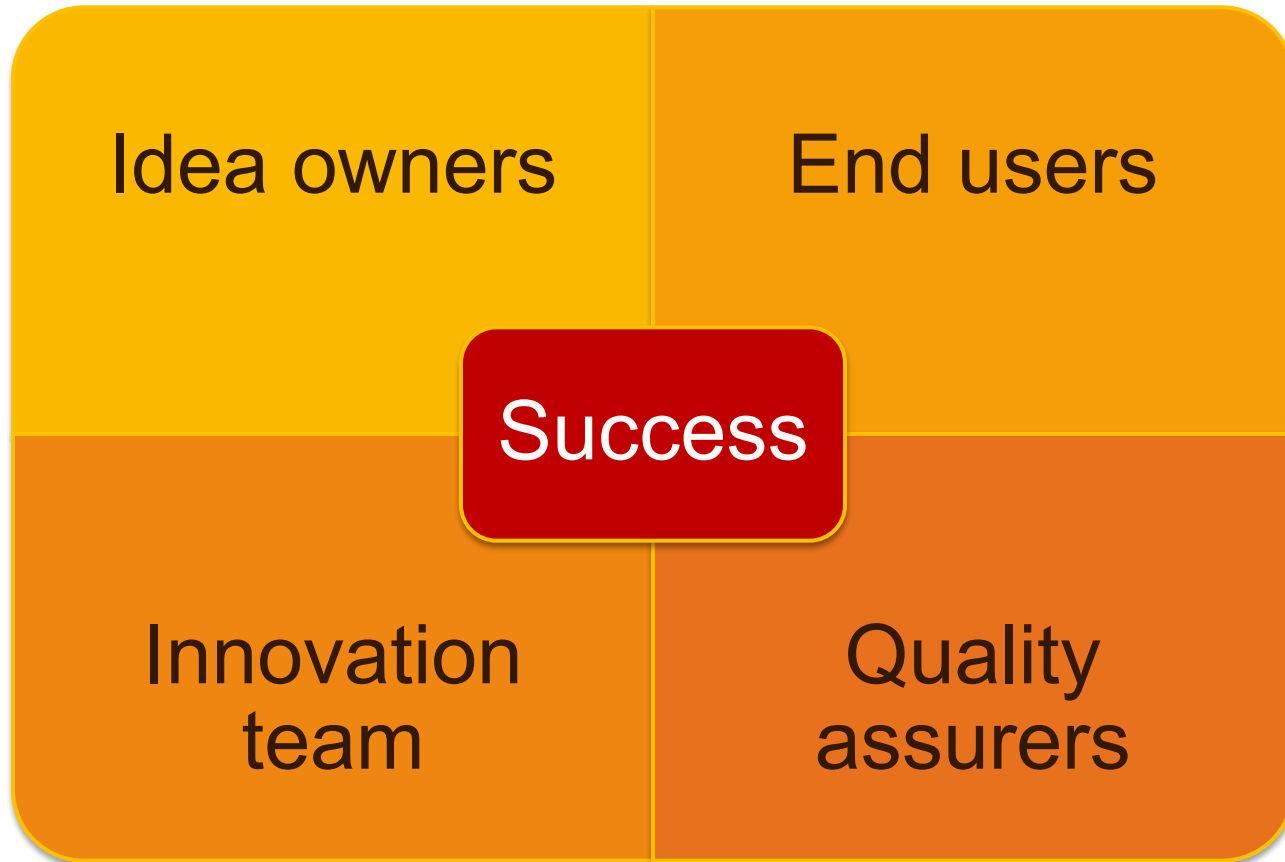 Idea owners
End users
Success
Innovation
team
Quality
assurers